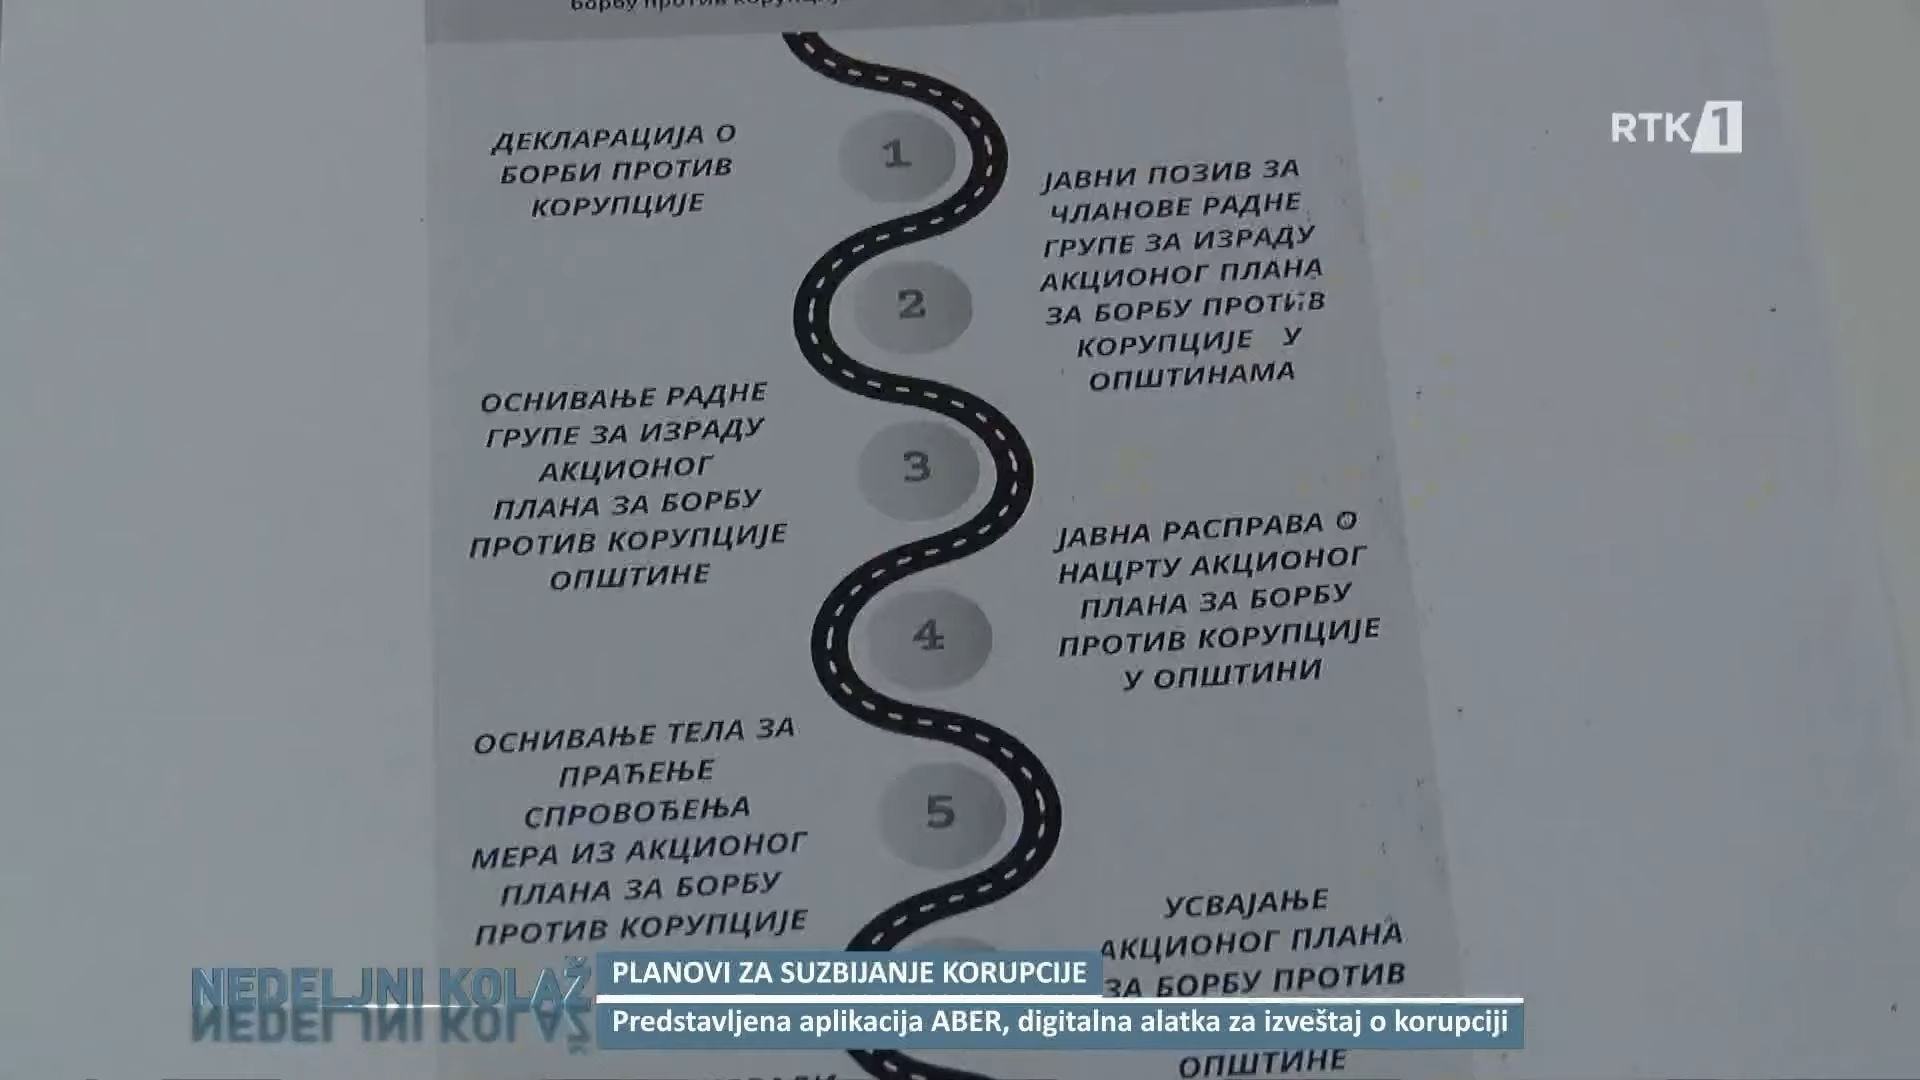 борбу против корупције
RTK 1
ДЕКЛАРАЦИЈА О
БОРБИ ПРОТИВ
КОРУПЦИЈЕ
1
ЈАВНИ ПОЗИВ ЗА
ЧЛАНОВЕ РАДНЕ
ГРУПЕ ЗА ИЗРАДУ
АКЦИОНОГ ПЛАНА
ЗА БОРБУ ПРОТИВ
КОРУПЦИЈЕ У
ОПШТИНАМА
2
ОСНИВАЊЕ РАДНЕ
ГРУПЕ ЗА ИЗРАДУ
АКЦИОНОГ
ПЛАНА ЗА БОРБУ
ПРОТИВ КОРУПЦИЈЕ
ОПШТИНЕ
3
ЈАВНА РАСПРАВА О
НАЦРТУ АКЦИОНОГ
ПЛАНА ЗА БОРБУ
ПРОТИВ КОРУПЦИЈЕ
У ОПШТИНИ
4
ОСНИВАЊЕ ТЕЛА ЗА
ПРАЋЕЊЕ
СПРОВОЂЕЊА
МЕРА ИЗ АКЦИОНОГ
ПЛАНА ЗА БОРБУ
ПРОТИВ КОРУПЦИЈЕ
5
УСВАЈАЊЕ
АКЦИОНОГ ПЛАНА
ЗА БОРБУ ПРОТИВ
ОПШТИНЕ
NEDELJNI KOLAŽ
PLANOVI ZA SUZBIJANJE KORUPCIJE
Predstavljena aplikacija ABER, digitalna alatka za izveštaj o korupciji